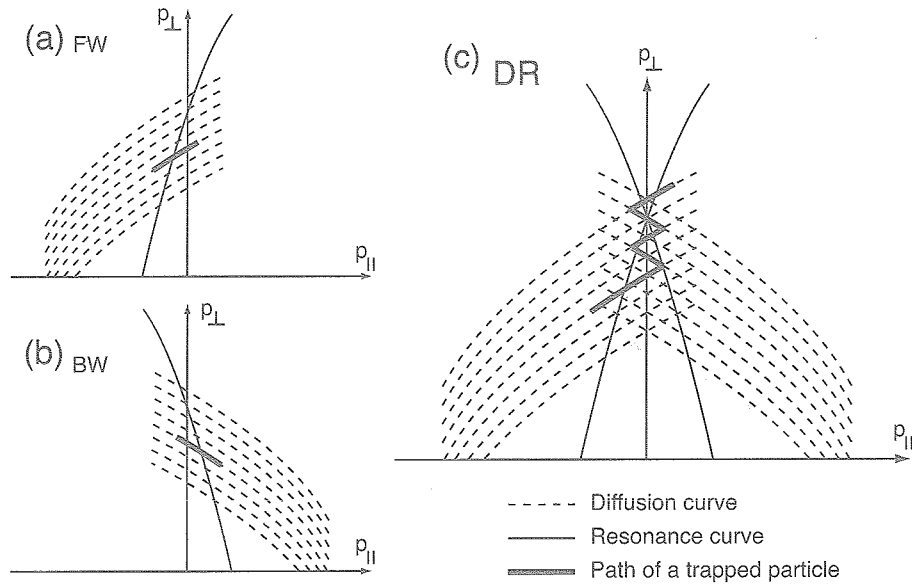 (a) FW
p⊥
p||
(b) BW
p⊥
p||
(c) DR
p⊥
p||
Diffusion curve
Resonance curve
Path of a trapped particle